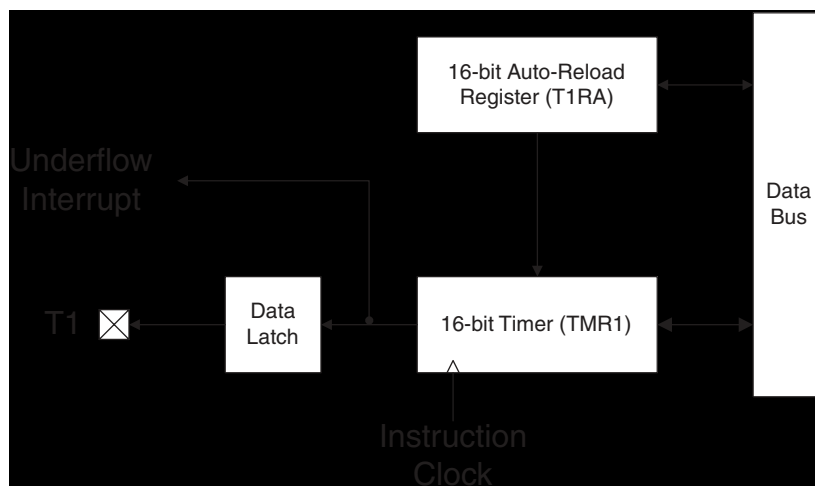 16-bit Auto-Reload
Register (T1RA)
Underflow
Interrupt
Data
Bus
T1
Data
Latch
16-bit Timer (TMR1)
Instruction
Clock